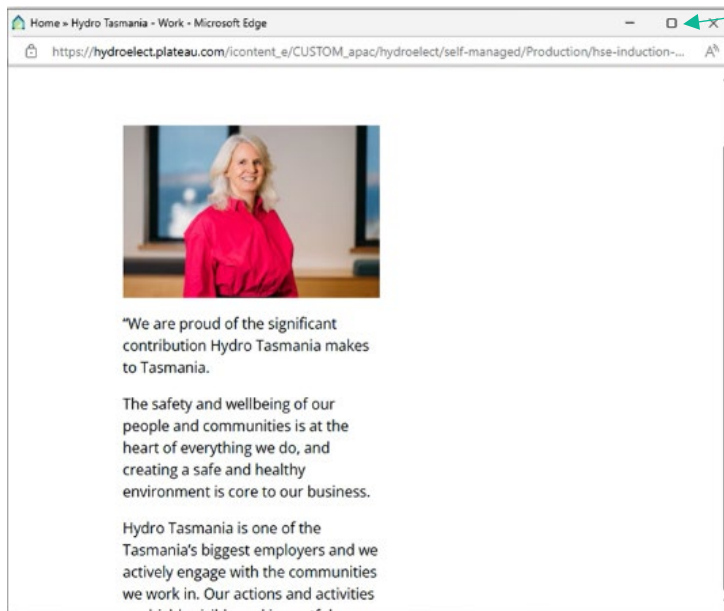 Home » Hydro Tasmania - Work - Microsoft Edge
https://hydroelect.plateau.com/icontent_e/CUSTOM_apac/hydroelect/self-managed/Production/hse-induction-...
“We are proud of the significant
contribution Hydro Tasmania makes
to Tasmania.
The safety and wellbeing of our
people and communities is at the
heart of everything we do, and
creating a safe and healthy
environment is core to our business.
Hydro Tasmania is one of the
Tasmania's biggest employers and we
actively engage with the communities
we work in. Our actions and activities